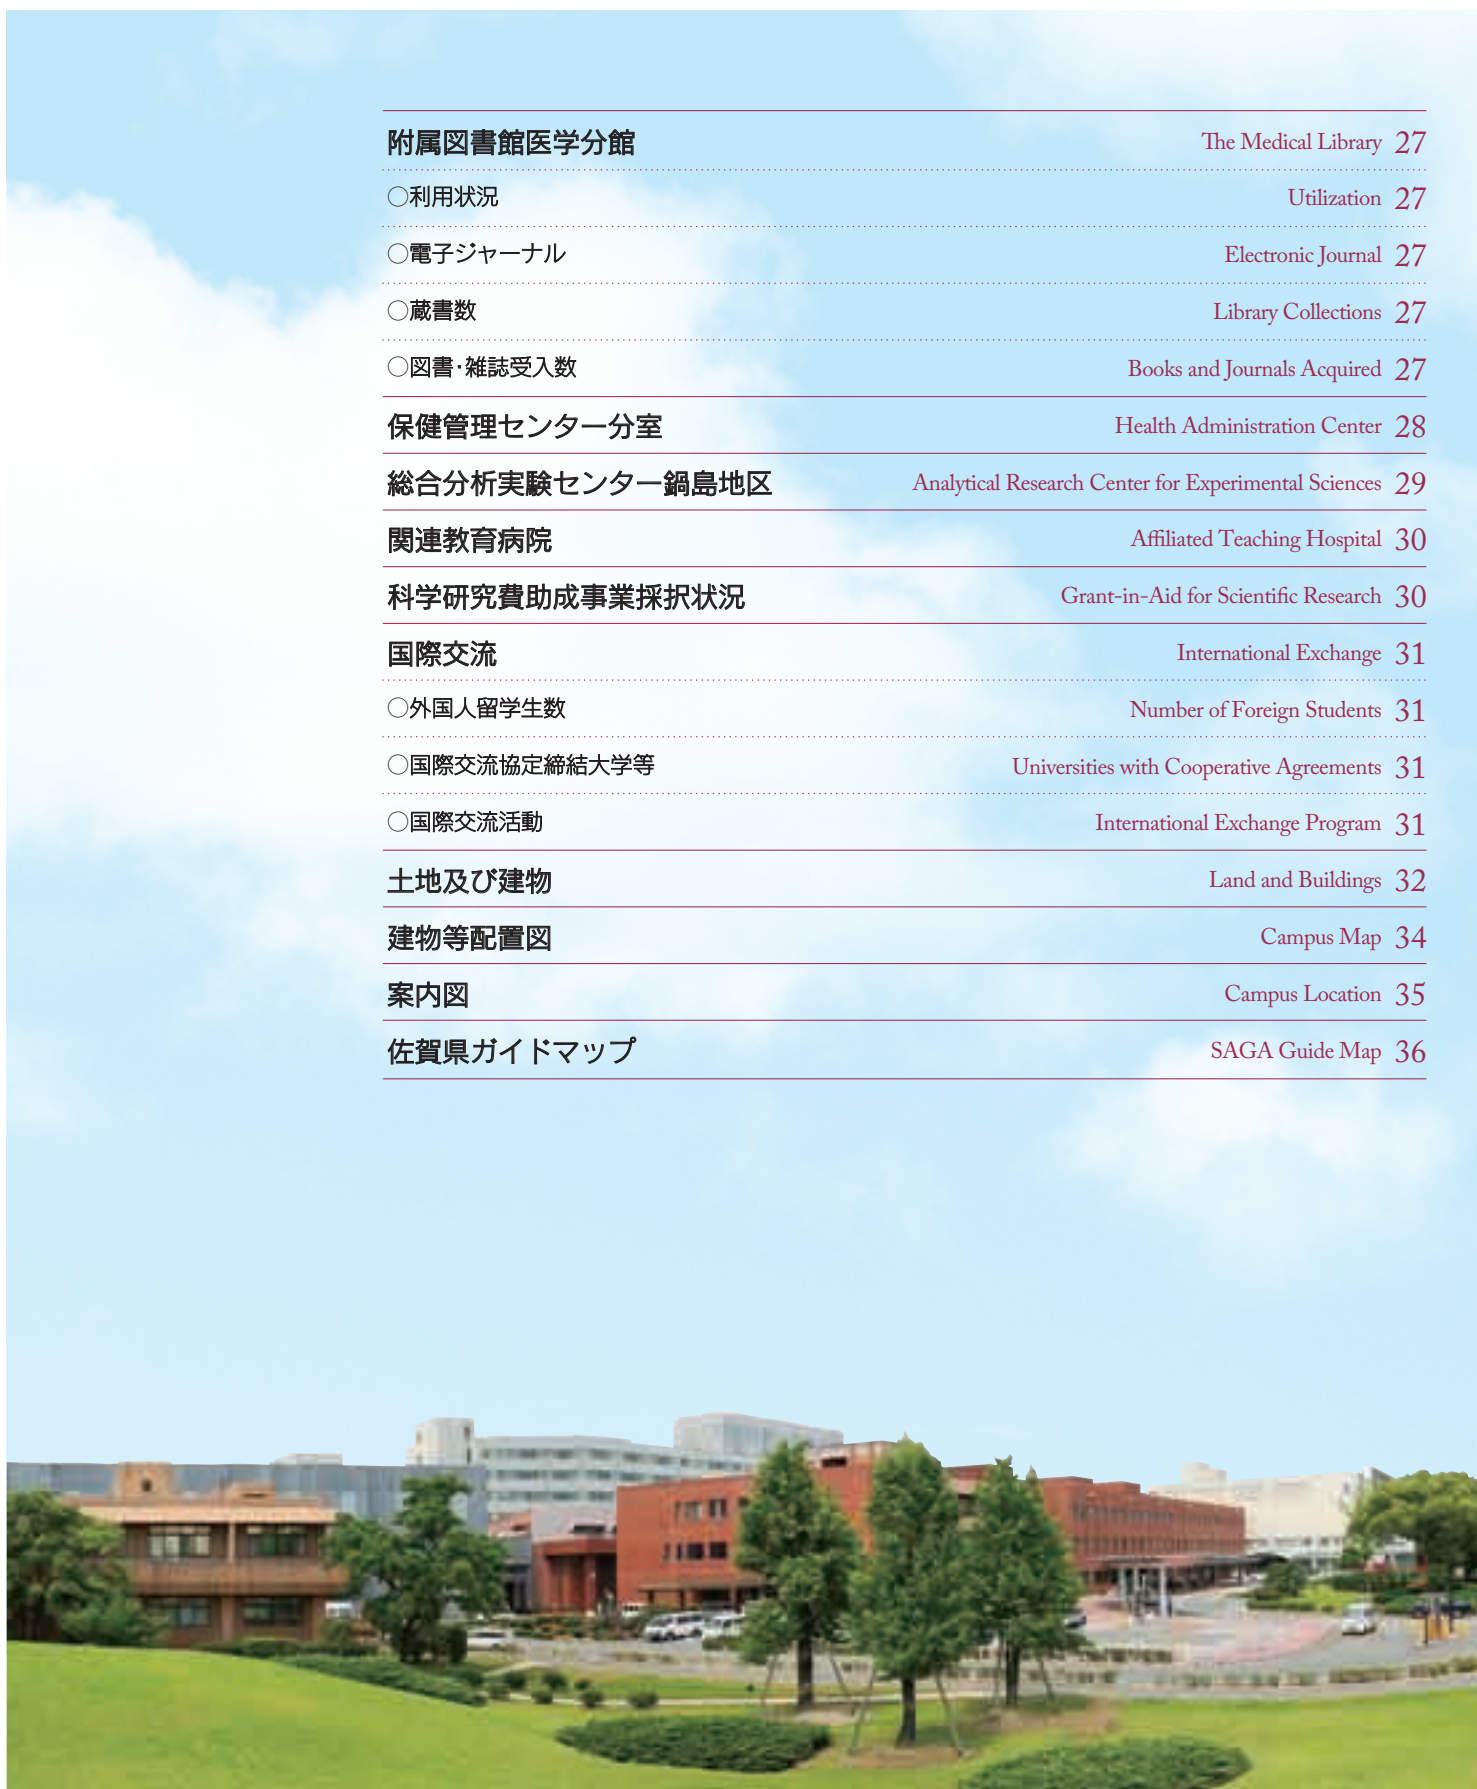 附属図書館医学分館 The Medical Library 27
○利用状況 Utilization 27
○電子ジャーナル Electronic Journal 27
○蔵書数 Library Collections 27
○図書･雑誌受入数 Books and Journals Acquired 27
保健管理センター分室 Health Administration Center 28
総合分析実験センター鍋島地区 Analytical Research Center for Experimental Sciences 29
関連教育病院 Affiliated Teaching Hospital 30
科学研究費助成事業採択状況 Grant-in-Aid for Scientific Research 30
国際交流 International Exchange 31
○外国人留学生数 Number of Foreign Students 31
○国際交流協定締結大学等 Universities with Cooperative Agreements 31
○国際交流活動 International Exchange Program 31
土地及び建物 Land and Buildings 32
建物等配置図 Campus Map 34
案内図 Campus Location 35
佐賀県ガイドマップ SAGA Guide Map 36